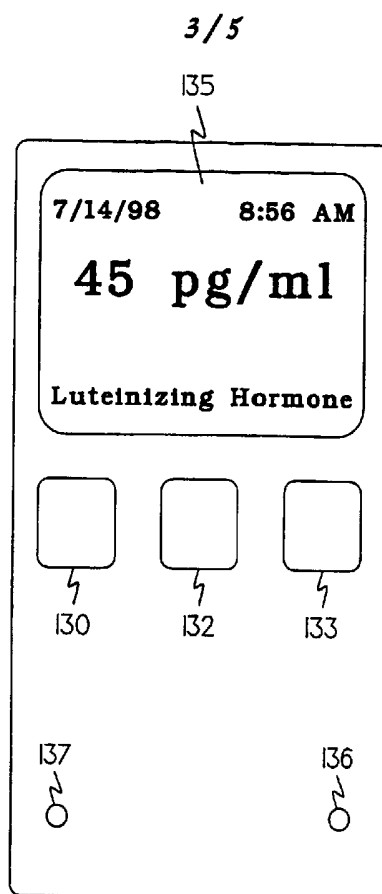 3/5
135
7/14/98 8:56 AM
45 pg/ml
Luteinizing Hormone
130 132 133
137 136